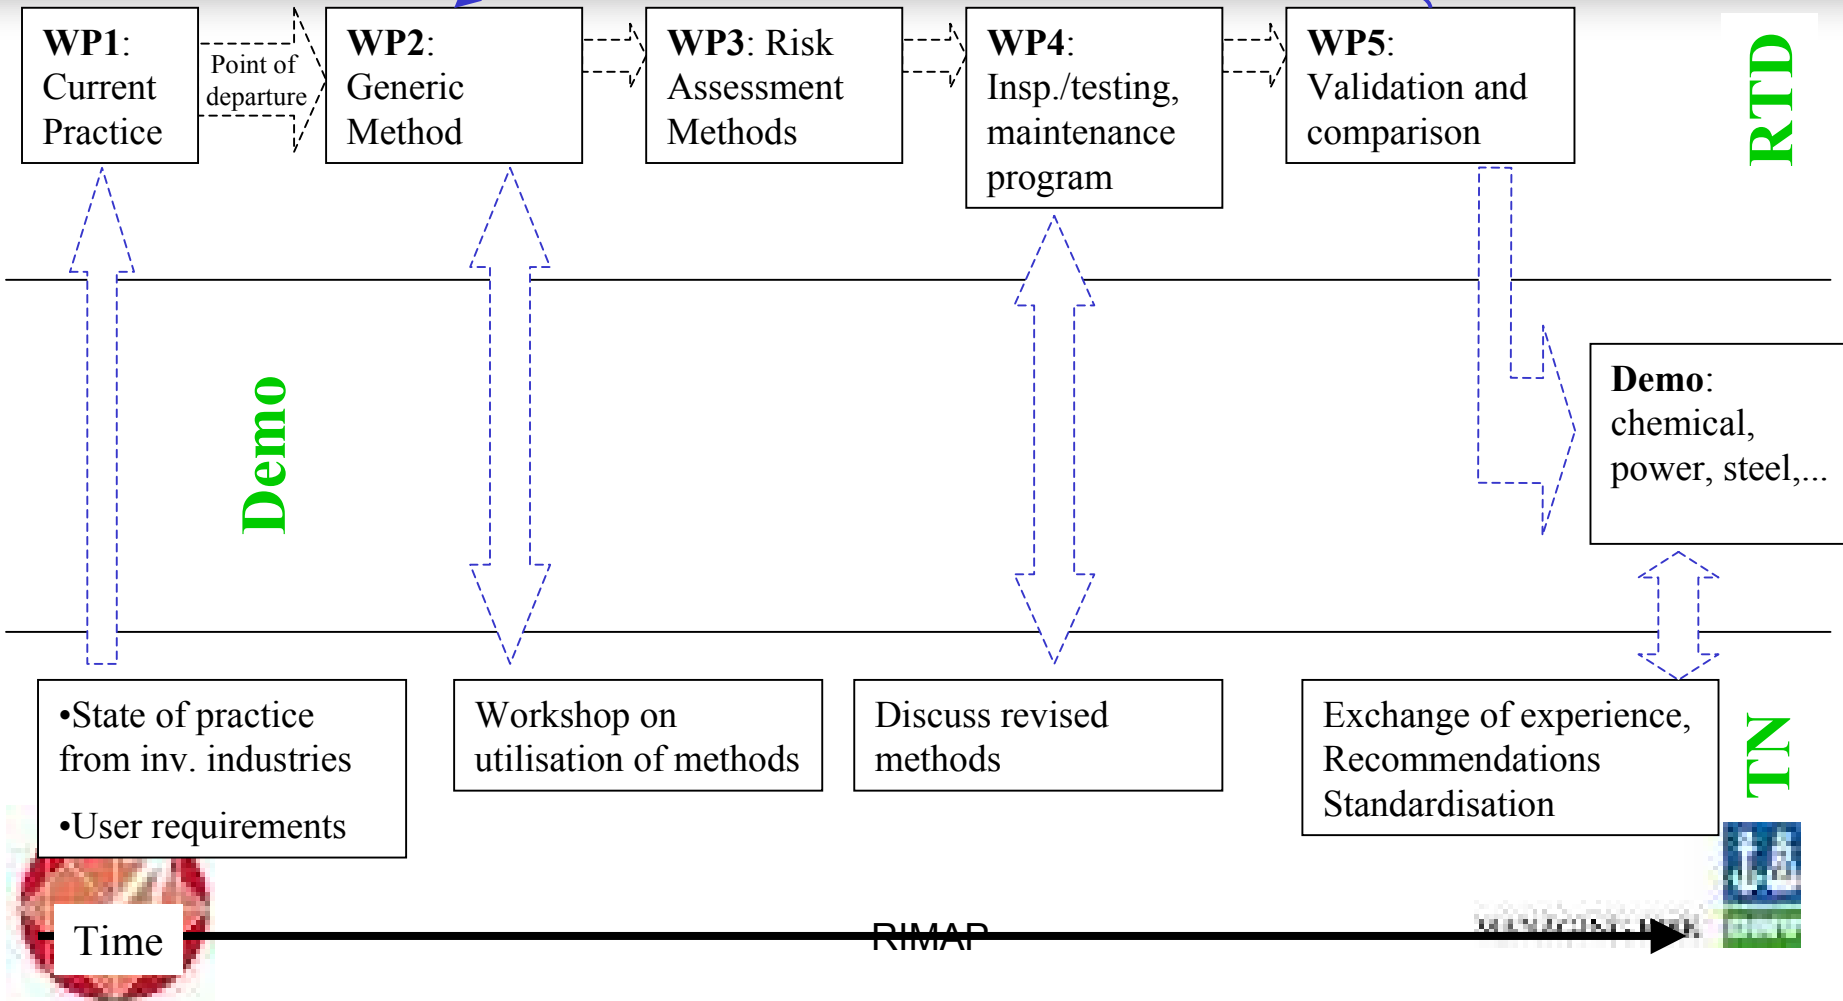 WP1:
Current
Practice
Point of
departure
WP2:
Generic
Method
WP3: Risk
Assessment
Methods
WP4:
Insp./testing,
maintenance
program
WP5:
Validation and
comparison
RTD
Demo
Demo:
chemical,
power, steel,...
•State of practice
from inv. industries
•User requirements
Workshop on
utilisation of methods
Discuss revised
methods
Exchange of experience,
Recommendations
Standardisation
TN
Time
RIMAP